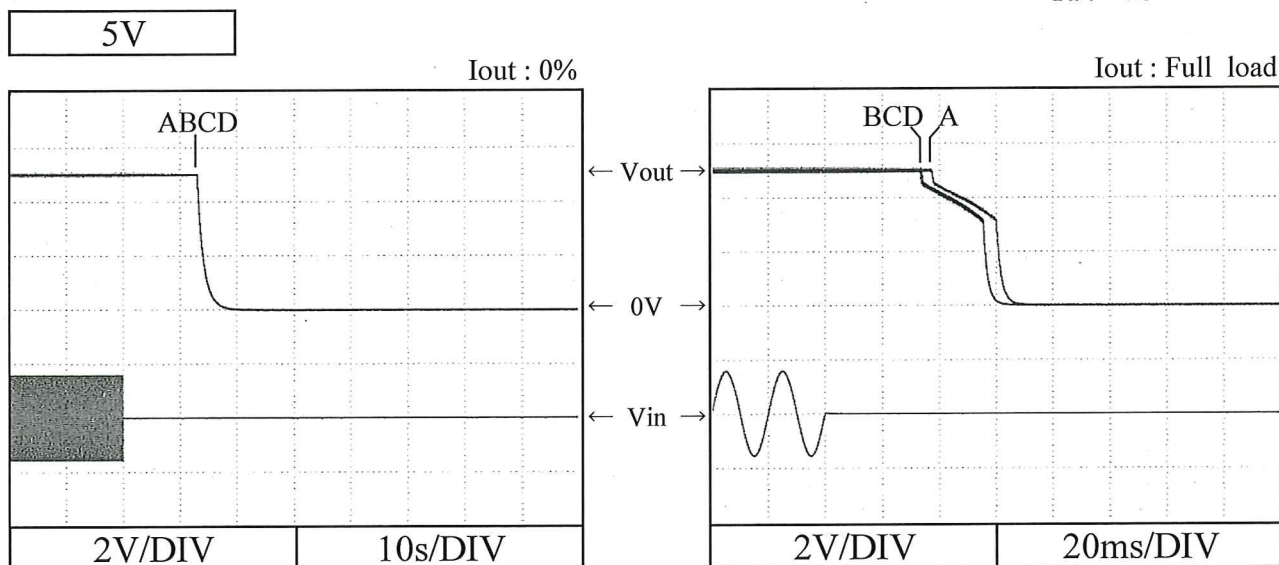 5V
Iout : 0%
Iout : Full load
ABCD
BCD A
← Vout →
← 0V →
← Vin →
2V/DIV 10s/DIV
2V/DIV 20ms/DIV